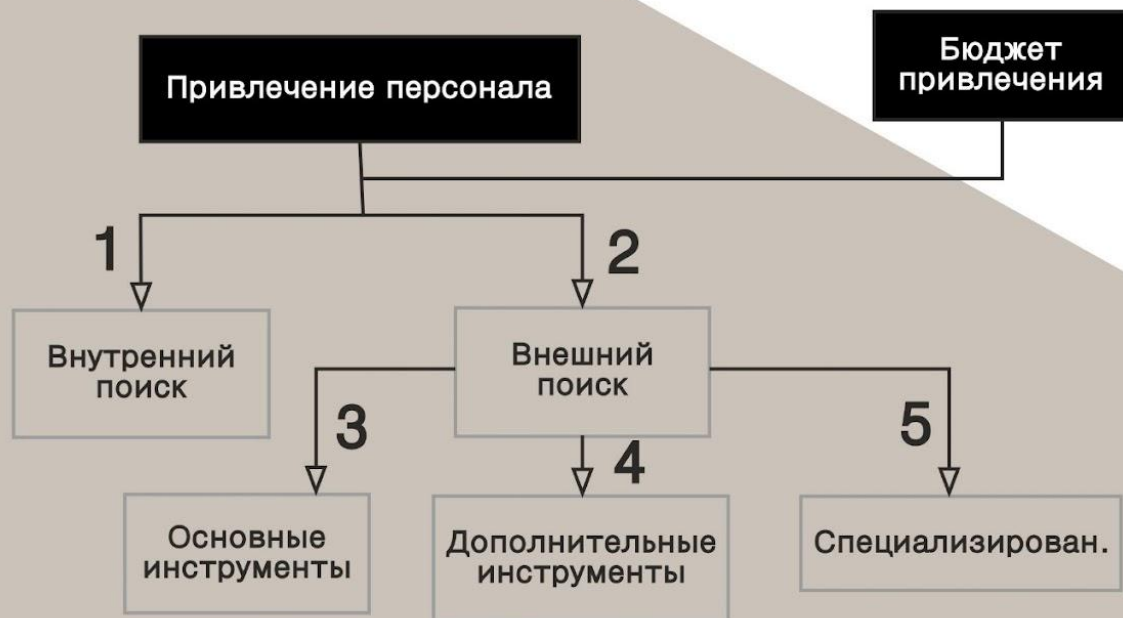 Привлечение персонала
Бюджет
привлечения
1
2
Внутренний
поиск
Внешний
поиск
3
4
5
Основные
инструменты
Дополнительные
инструменты
Специализирован.